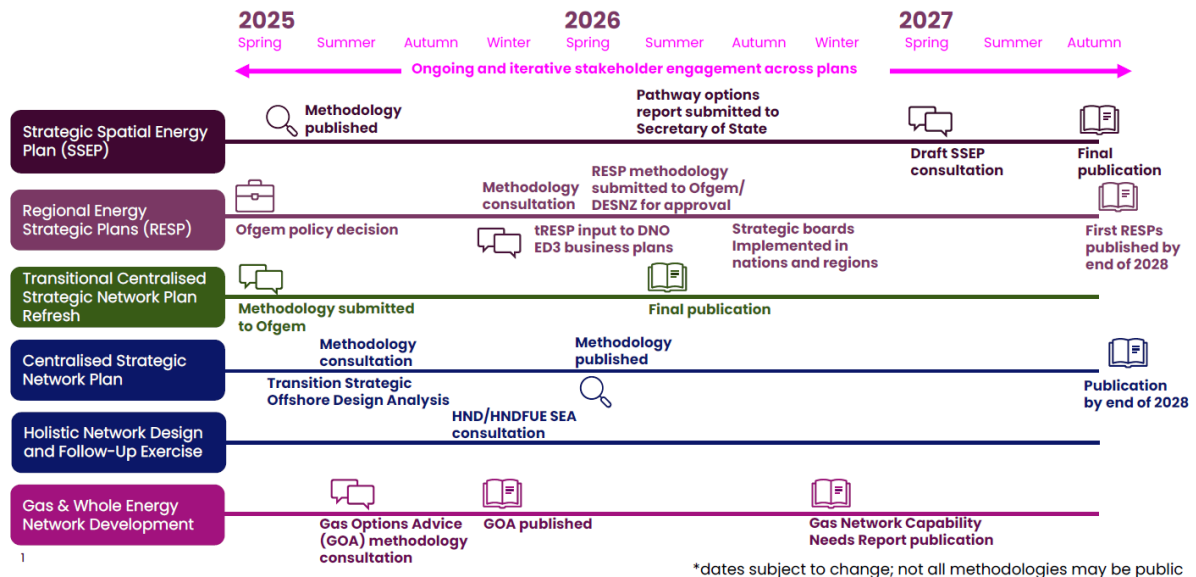 2025
2026
2027
Spring
Summer
Autumn
Winter
Spring
Summer
Autumn
Winter
Spring
Summer
Autumn
Ongoing and iterative stakeholder engagement across plans
Strategic Spatial Energy
Plan (SSEP)
Methodology
published
Pathway options
report submitted to
Secretary of State
Draft SSEP
consultation
Final
publication
Regional Energy
Strategic Plans (RESP)
Ofgem policy decision
Methodology
consultation
tRESP input to DNO
ED3 business plans
RESP methodology
submitted to Ofgem/
DESNZ for approval
Strategic boards
Implemented in
nations and regions
First RESPs
published by
end of 2028
Transitional Centralised
Strategic Network Plan
Refresh
Methodology submitted
to Ofgem
Final publication
Centralised Strategic
Network Plan
Methodology
consultation
Transition Strategic
Offshore Design Analysis
Methodology
published
Publication
by end of 2028
Holistic Network Design
and Follow-Up Exercise
HND/HNDFUE SEA
consultation
Gas & Whole Energy
Network Development
Gas Options Advice
(GOA) methodology
consultation
GOA published
Gas Network Capability
Needs Report publication
1
*dates subject to change; not all methodologies may be public